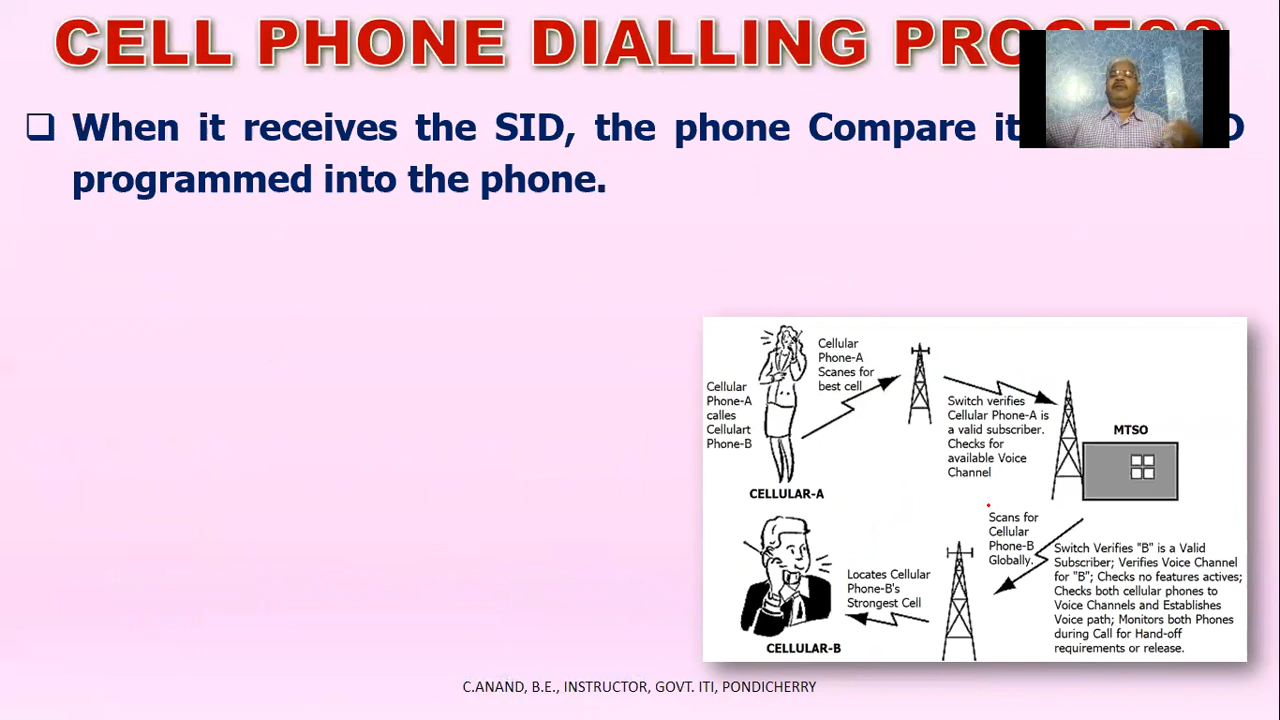 CELL PHONE DIALLING
❑ When it receives the SID, the phone Compare it
programmed into the phone.
Cellular
Phone-A
Scanes for
best cell
Cellular
Phone-A
calles
Cellulart
Phone-B
CELLULAR-A
Switch verifies
Cellular Phone-A is
a valid subscriber.
Checks for
available Voice
Channel
MTSO
Scans for
Cellular
Phone-B
Globally.
Switch Verifies "B" is a Valid
Subscriber; Verifies Voice Channel
for "B"; Checks no features actives;
Checks both cellular phones to
Voice Channels and Establishes
Voice path; Monitors both Phones
during Call for Hand-off
requirements or release.
Locates Cellular
Phone-B's
Strongest Cell
CELLULAR-B
C.ANAND, B.E., INSTRUCTOR, GOVT. ITI, PONDICHERRY